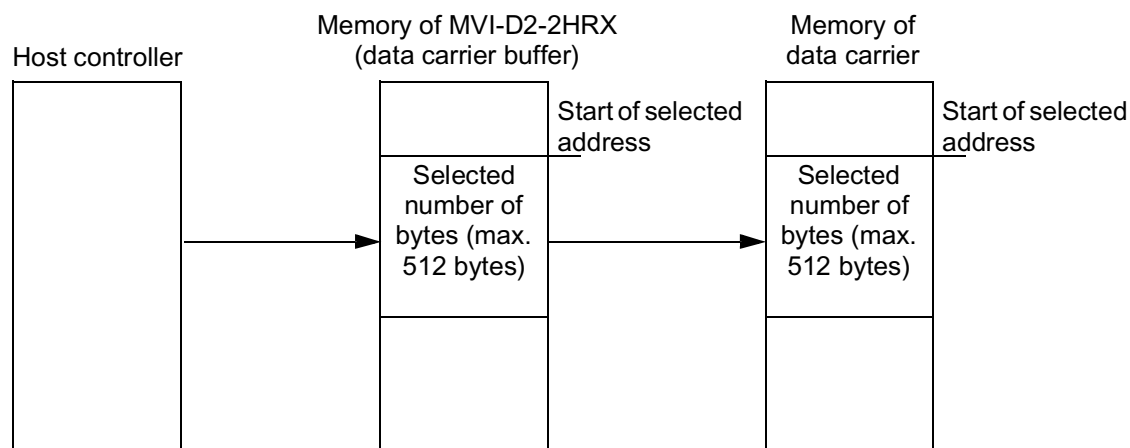 Host controller
Memory of MVI-D2-2HRX
(data carrier buffer)
Memory of
data carrier
Start of selected
address
Selected
number of
bytes (max.
512 bytes)
Start of selected
address
Selected
number of
bytes (max.
512 bytes)